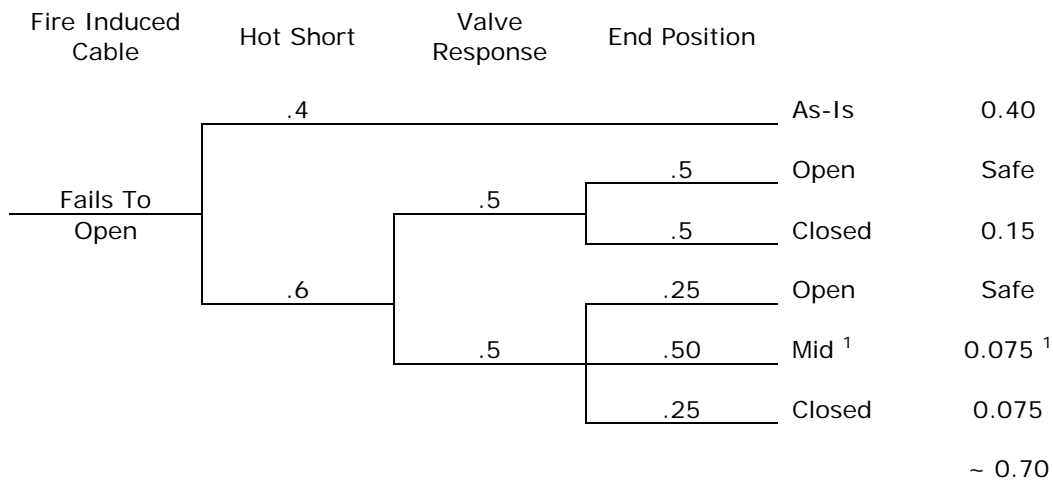 Fire Induced
Cable
Hot Short
Valve
Response
End Position
.4
As-Is
0.40
.5
Open
Safe
Fails To
Open
.5
.5
Closed
0.15
.6
.25
Open
Safe
.5
.50
Mid 1
0.075 1
.25
Closed
0.075
~ 0.70